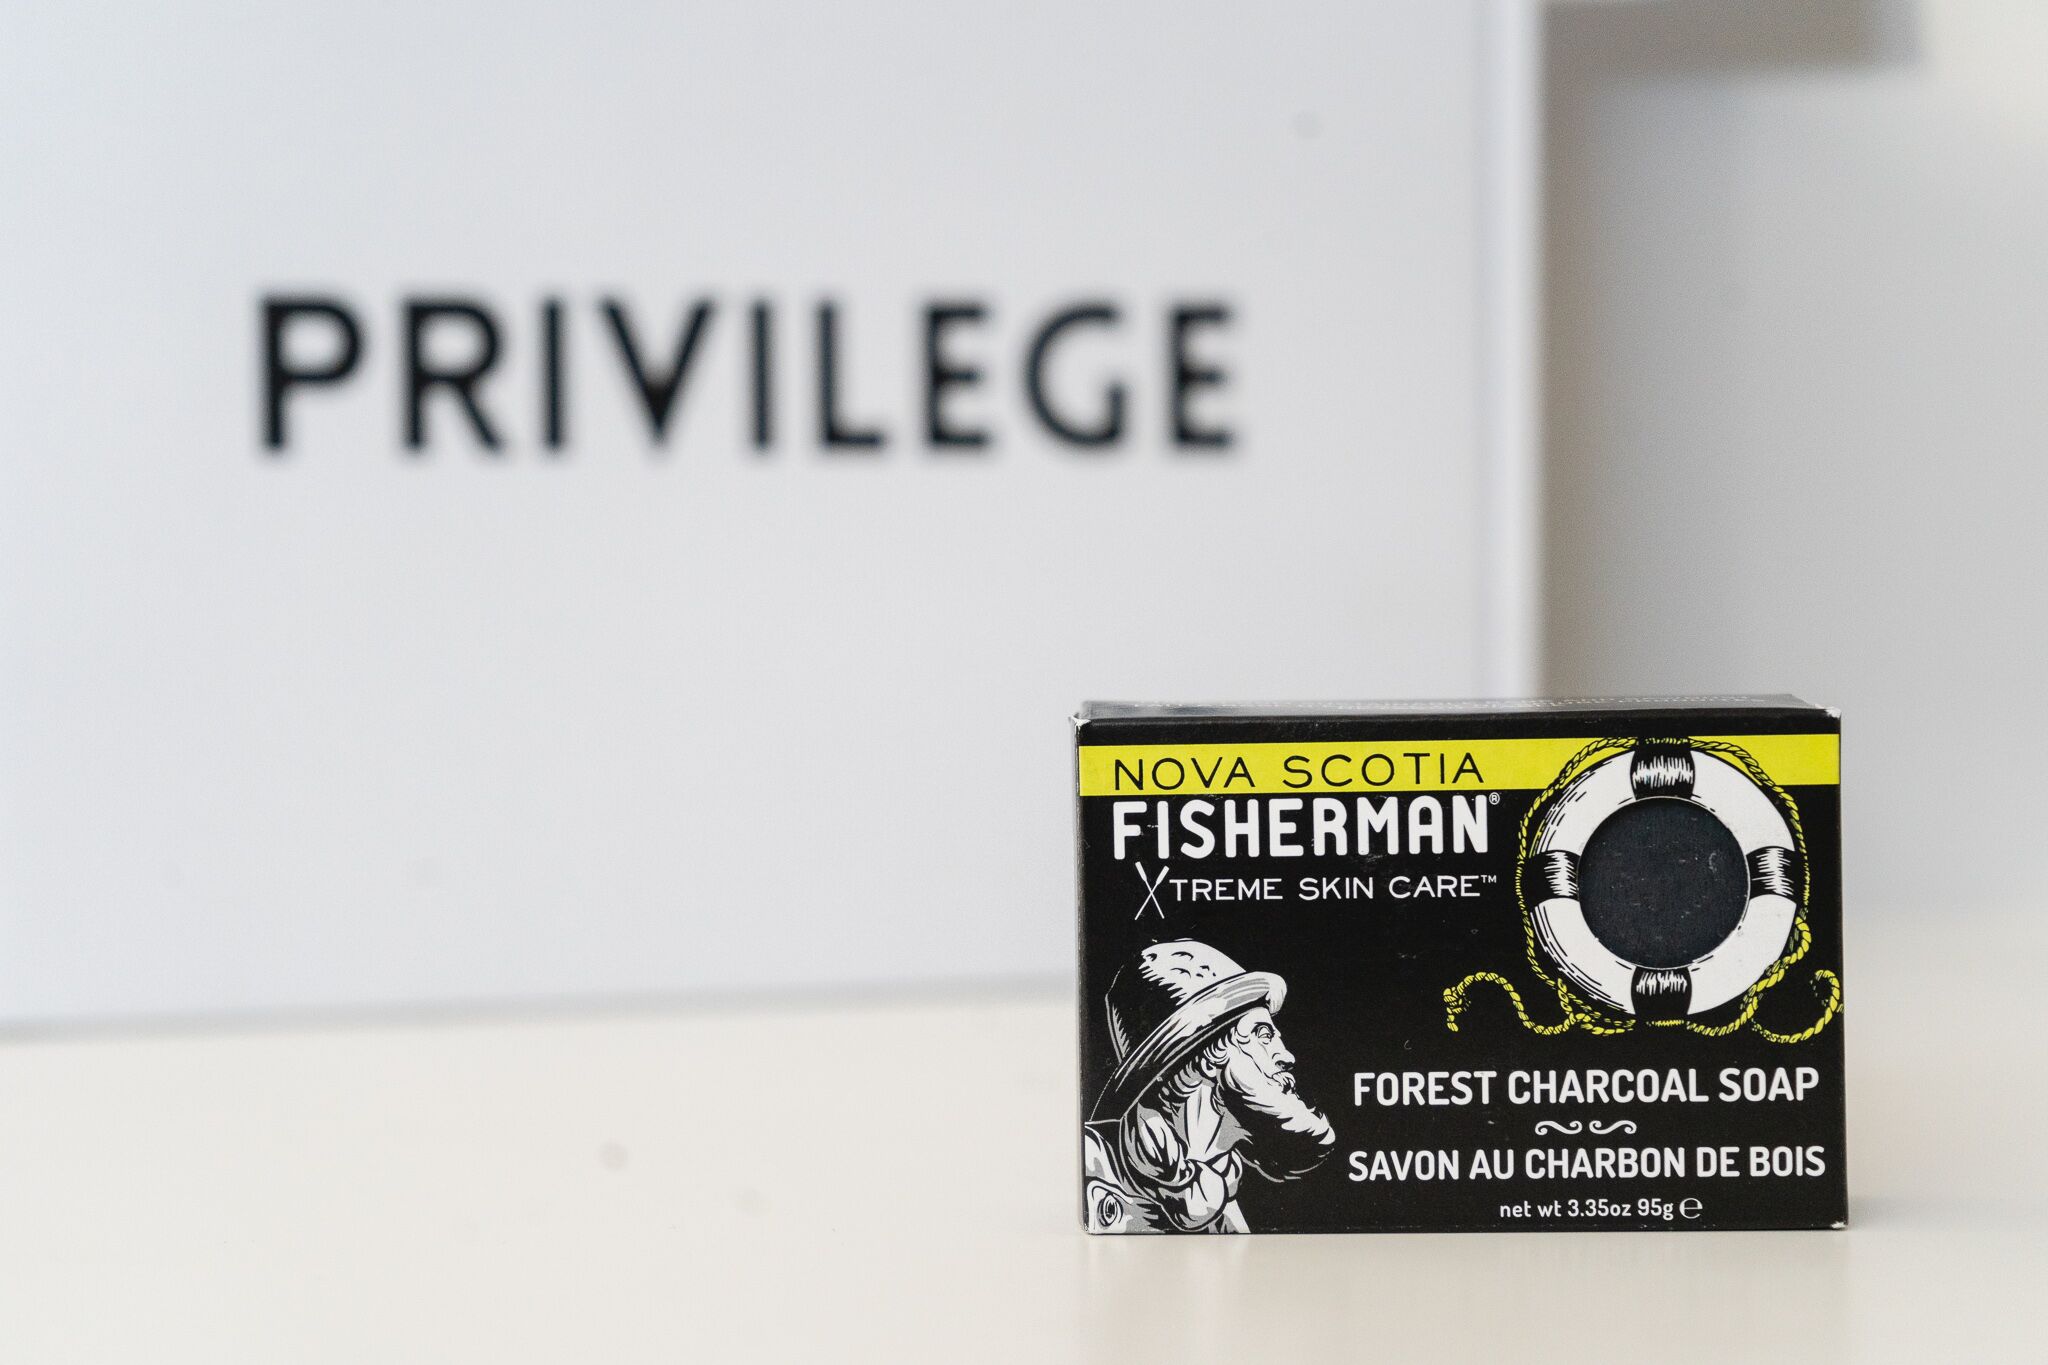 PRIVILEGE
NOVA SCOTIA
FISHERMAN®
XTREME SKIN CARE™
FOREST CHARCOAL SOAP
SAVON AU CHARBON DE BOIS
net wt 3.35oz 95g ℮